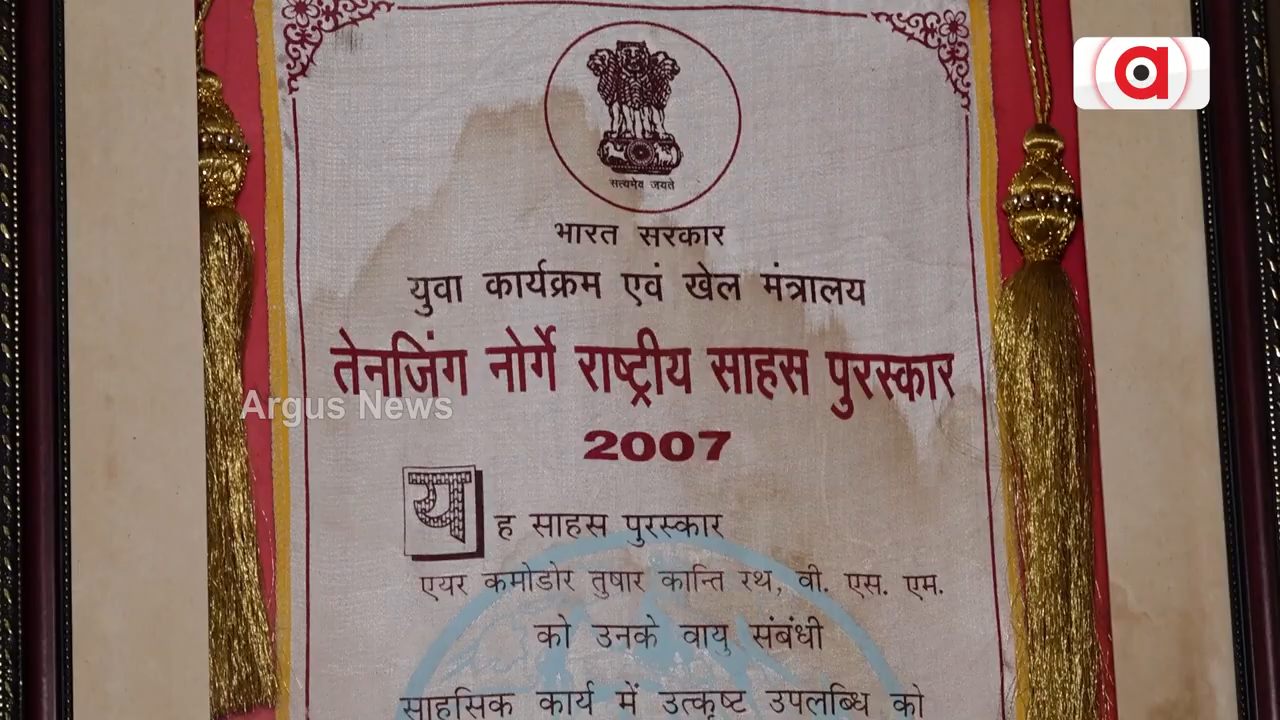 a
सत्यमेव जयते
भारत सरकार
युवा कार्यक्रम एवं खेल मंत्रालय
तेनजिंग नोर्गे राष्ट्रीय साहस पुरस्कार
Argus News
2007
यह साहस पुरस्कार
एयर कमोडोर तुषार कान्ति रथ, वी. एस. एम.
को उनके वायु संबंधी
साहसिक कार्य में उत्कृष्ट उपलब्धि को